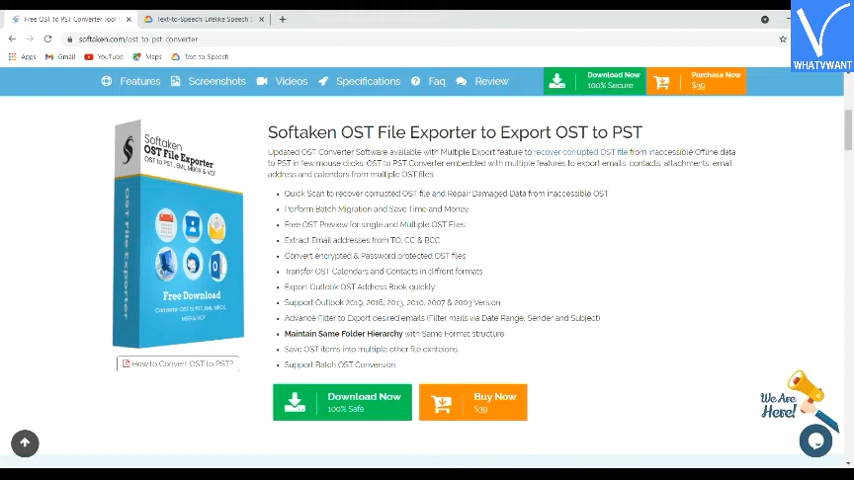 Free OST to PST Converter Tool
Text-to-Speech: Lifelike Speech
softaken.com/ost-to-pst-converter
Apps
Gmail
YouTube
Maps
Text to Speech
WHATVWANT
Features
Screenshots
Videos
Specifications
Faq
Review
Download Now
100% Secure
Purchase Now
$39
Softaken
OST File Exporter
OST to PST, EML, MBOX & VCF
OST File Exporter
Free Download
Converter OST to PST, EML, MBOX,
MSG & VCF
How to Convert OST to PST?
Softaken OST File Exporter to Export OST to PST
Updated OST Converter Software available with Multiple Export feature to recover corrupted OST file from inaccessible Offline data
to PST in few mouse clicks. OST to PST Converter embedded with multiple features to export emails, contacts, attachments, email
address and calendars from multiple OST files
Quick Scan to recover corrupted OST file and Repair Damaged Data from inaccessible OST
Perform Batch Migration and Save Time and Money
Free OST Preview for single and Multiple OST Files
Extract Email addresses from TO, CC & BCC
Convert encrypted & Password protected OST files
Transfer OST Calendars and Contacts in diffrent formats
Export Outlook OST Address Book quickly
Support Outlook 2019, 2016, 2013, 2010, 2007 & 2003 Version
Advance Filter to Export desired emails (Filter mails via Date Range, Sender and Subject)
Maintain Same Folder Hierarchy with Same Format structure
Save OST items into multiple other file exnteions
Support Batch OST Conversion
Download Now
100% Safe
Buy Now
$39
We Are
Here!